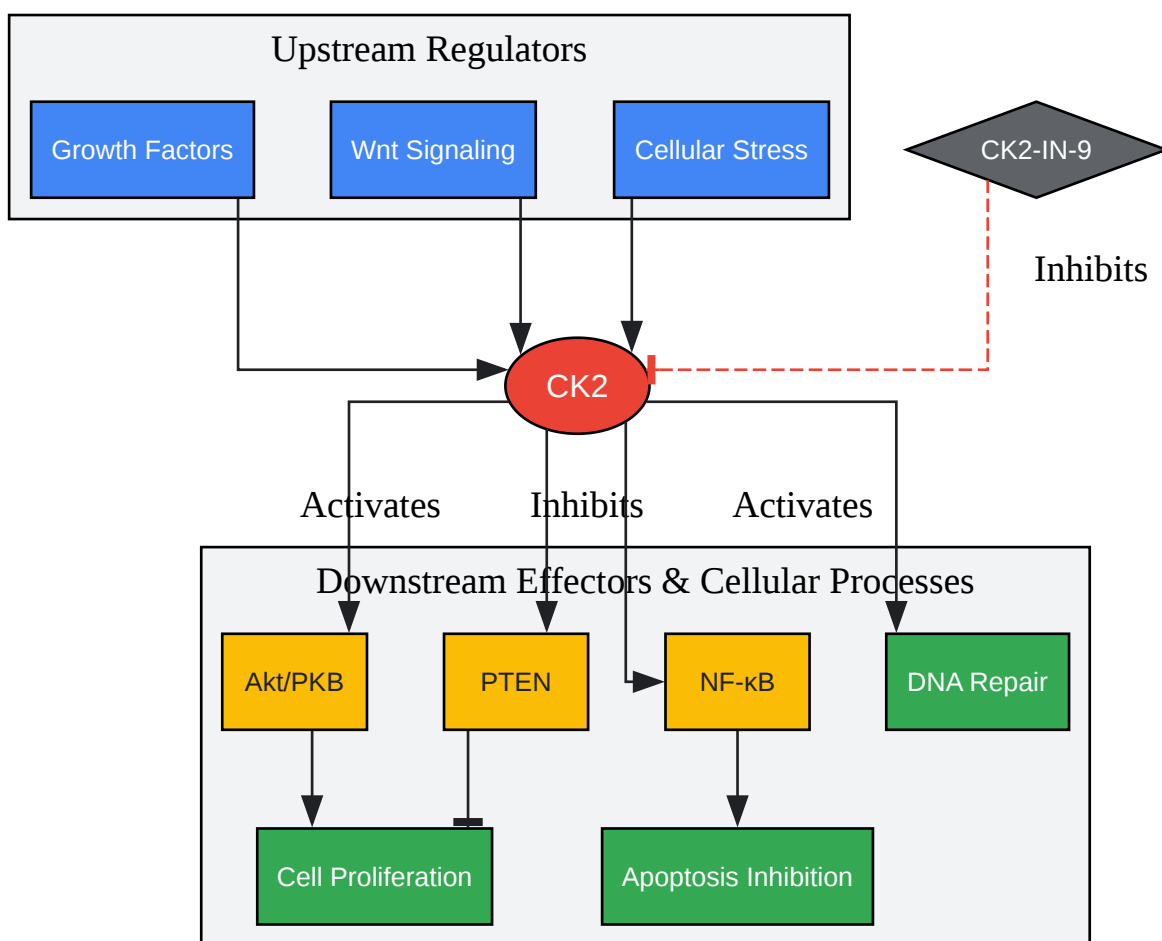 Upstream Regulators
Growth Factors
Wnt Signaling
Cellular Stress
CK2-IN-9
Inhibits
CK2
Activates
Inhibits
Activates
Downstream Effectors & Cellular Processes
Akt/PKB
PTEN
NF-κB
DNA Repair
Cell Proliferation
Apoptosis Inhibition